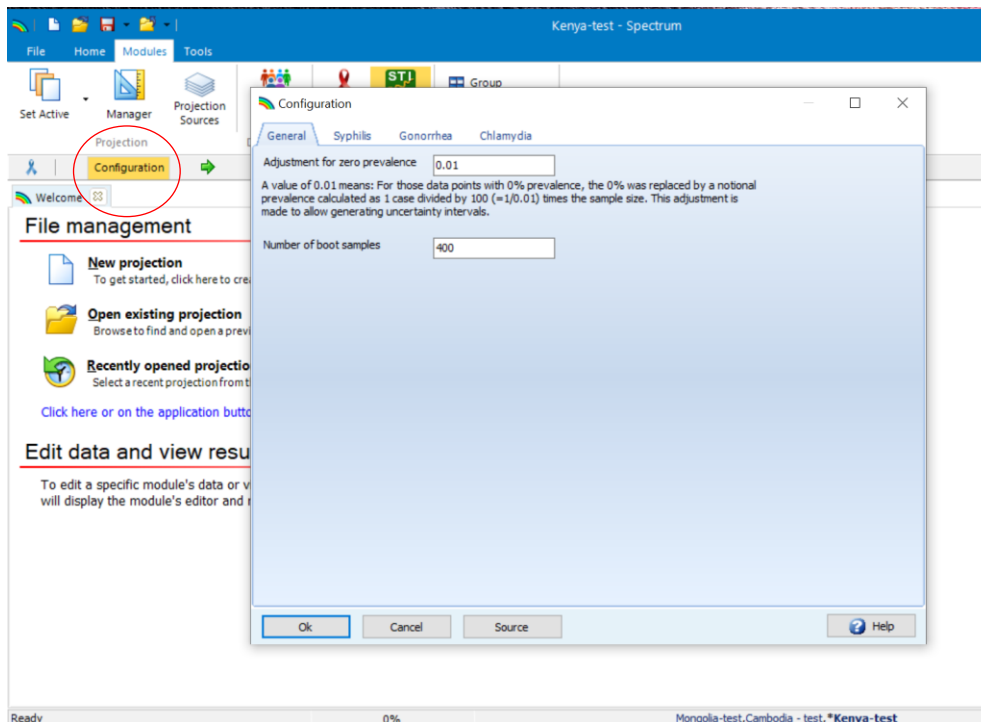 Kenya-test - Spectrum
File Home Modules Tools
Set Active
Manager
Projection
Sources
STI
Group
Projection
Configuration
Welcome
File management
New projection
To get started, click here to
Open existing projection
Browse to find and open a
Recently opened
Select a recent projection from
Click here or on the application
Edit data and view
To edit a specific module's data or
will display the module's editor and
Configuration
General Syphilis Gonorrhea Chlamydia
Adjustment for zero prevalence 0.01
A value of 0.01 means: For those data points with 0% prevalence, the 0% was replaced by a notional
prevalence calculated as 1 case divided by 100 (=1/0.01) times the sample size. This adjustment is
made to allow generating uncertainty intervals.
Number of boot samples 400
Ok Cancel Source Help
Ready 0% Mongolia-test,Cambodia - test,*Kenya-test